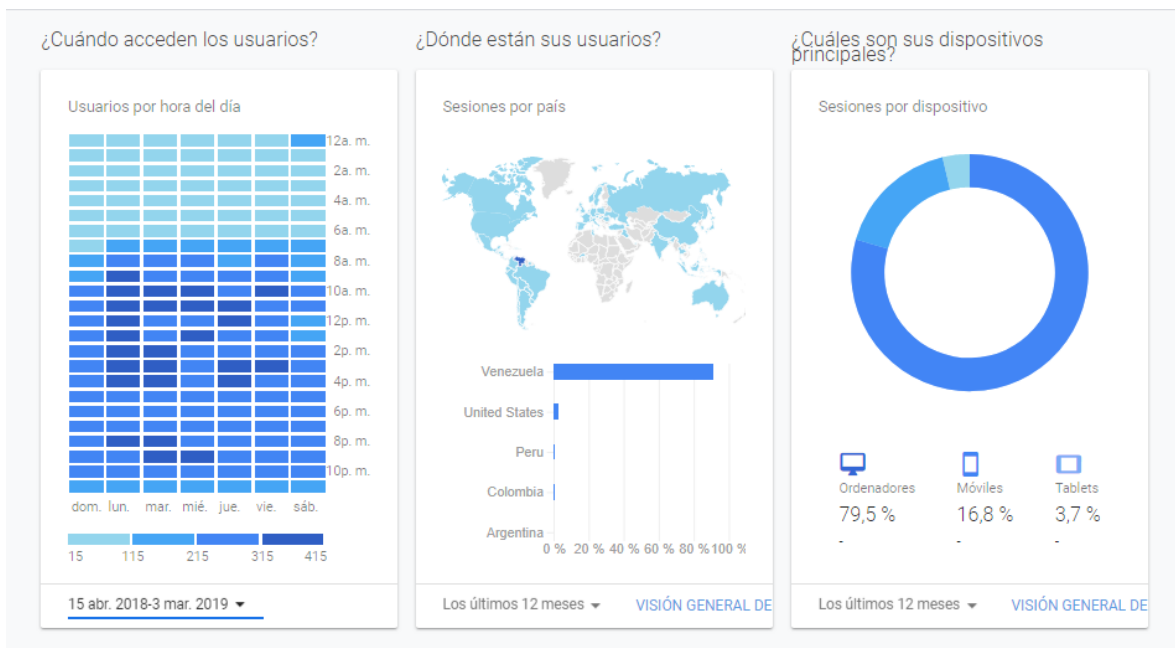 ¿Cuándo acceden los usuarios?
Usuarios por hora del día
12a. m.
2a. m.
4a. m.
6a. m.
8a. m.
10a. m.
12p. m.
2p. m.
4p. m.
6p. m.
8p. m.
10p. m.
dom. lun. mar. mié. jue. vie. sáb.
15 115 215 315 415
15 abr. 2018-3 mar. 2019
¿Dónde están sus usuarios?
Sesiones por país
Venezuela
United States
Peru
Colombia
Argentina
0 % 20 % 40 % 60 % 80 % 100 %
Los últimos 12 meses VISIÓN GENERAL DE
¿Cuáles son sus dispositivos
principales?
Sesiones por dispositivo
Ordenadores Móviles Tablets
79,5 % 16,8 % 3,7 %
- - -
Los últimos 12 meses VISIÓN GENERAL DE